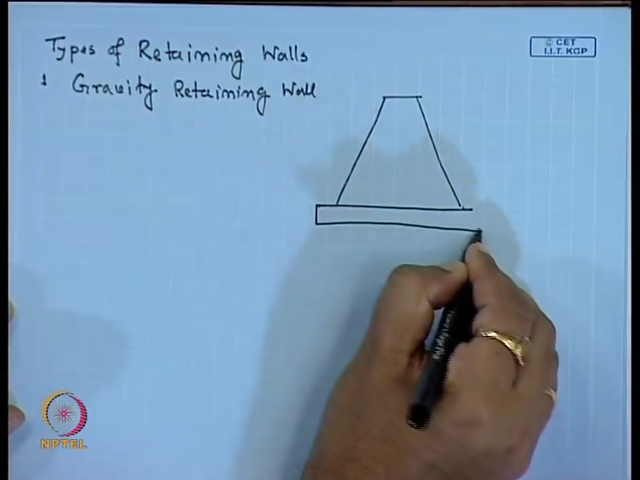 Types of Retaining Walls
1 Gravity Retaining Wall
© CET
I.I.T. KGP
NPTEL